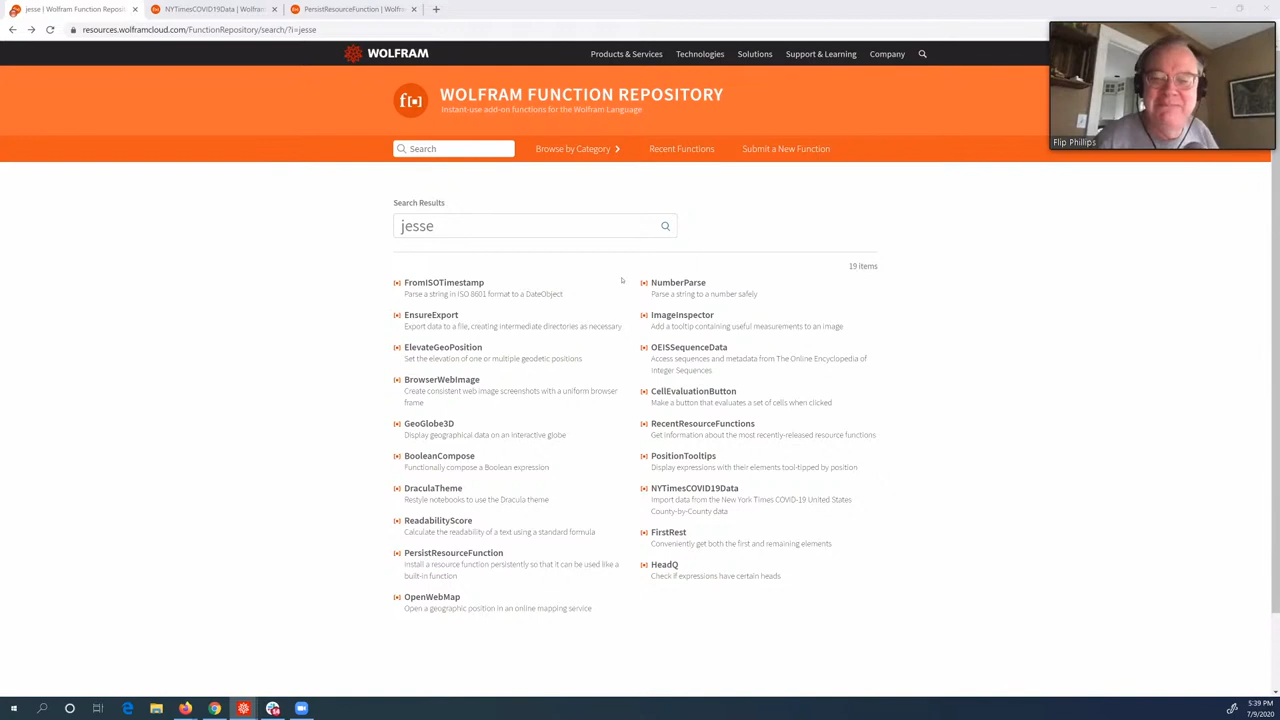 jesse | Wolfram Function Reposit
NYTimesCOVID19Data | Wolfram
PersistResourceFunction | Wolfr
resources.wolframcloud.com/FunctionRepository/search/?i=jesse
WOLFRAM
Products & Services
Technologies
Solutions
Support & Learning
Company
f[▪]
WOLFRAM FUNCTION REPOSITORY
Instant-use add-on functions for the Wolfram Language
Flip Phillips
Search
Browse by Category
Recent Functions
Submit a New Function
Search Results
jesse
19 items
FromISOTimestamp
Parse a string in ISO 8601 format to a DateObject
EnsureExport
Export data to a file, creating intermediate directories as necessary
ElevateGeoPosition
Set the elevation of one or multiple geodetic positions
BrowserWebImage
Create consistent web image screenshots with a uniform browser
frame
GeoGlobe3D
Display geographical data on an interactive globe
BooleanCompose
Functionally compose a Boolean expression
DraculaTheme
Restyle notebooks to use the Dracula theme
ReadabilityScore
Calculate the readability of a text using a standard formula
PersistResourceFunction
Install a resource function persistently so that it can be used like a
built-in function
OpenWebMap
Open a geographic position in an online mapping service
NumberParse
Parse a string to a number safely
ImageInspector
Add a tooltip containing useful measurements to an image
OEISSequenceData
Access sequences and metadata from The Online Encyclopedia of
Integer Sequences
CellEvaluationButton
Make a button that evaluates a set of cells when clicked
RecentResourceFunctions
Get information about the most recently-released resource functions
PositionTooltips
Display expressions with their elements tool-tipped by position
NYTimesCOVID19Data
Import data from the New York Times COVID-19 United States
County-by-County data
FirstRest
Conveniently get both the first and remaining elements
HeadQ
Check if expressions have certain heads
5:39 PM
7/9/2020